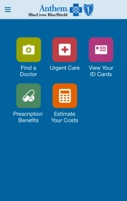 Anthem
BlueCross BlueShield
Find a
Doctor
Urgent Care
View Your
ID Cards
Prescription
Benefits
Estimate
Your Costs